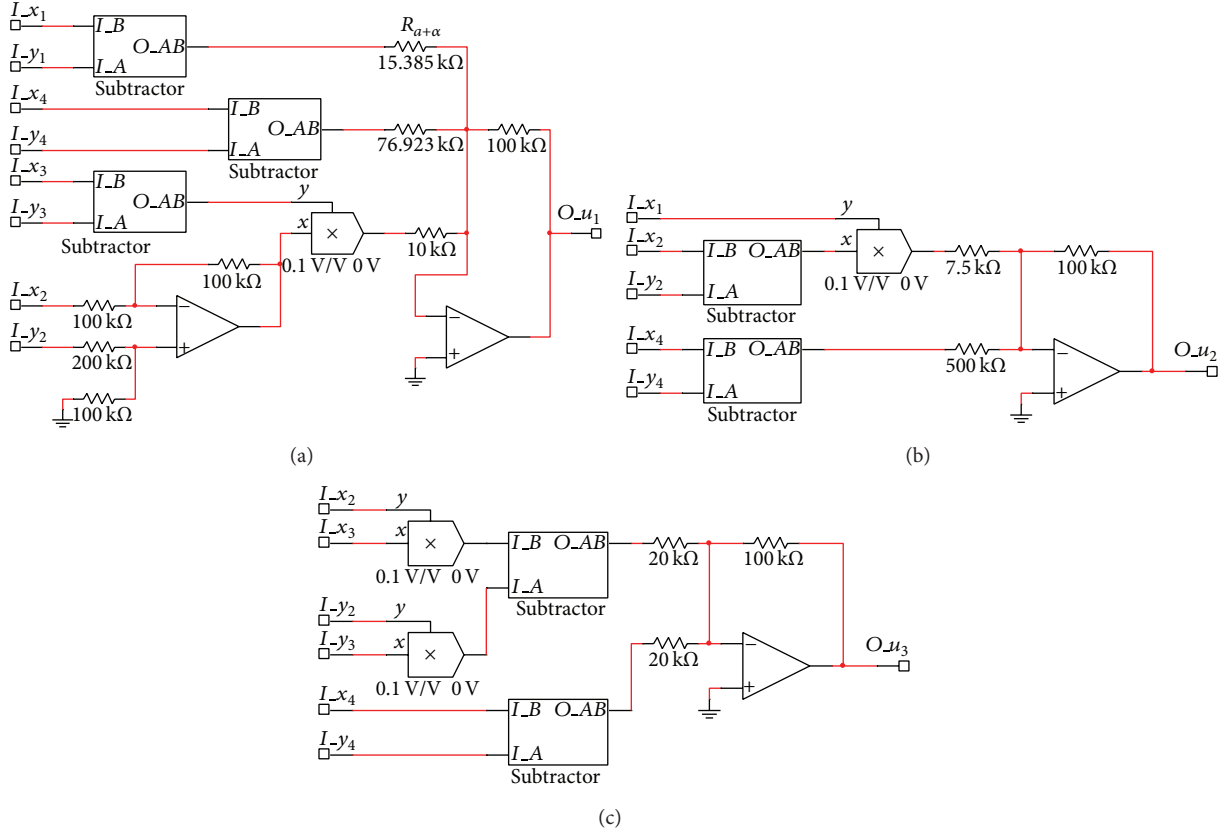 I_x₁
I_B
O_AB
I_y₁
I_A
Subtractor
R_{a+α}
15.385 kΩ
I_x₄
I_B
O_AB
I_y₄
I_A
Subtractor
76.923 kΩ
100 kΩ
I_x₃
I_B
O_AB
I_y₃
I_A
Subtractor
y
x
×
0.1 V/V 0 V
10 kΩ
O_u₁
100 kΩ
I_x₂
100 kΩ
I_y₂
200 kΩ
100 kΩ
−
+
−
+
(a)
I_x₁
y
I_x₂
I_B
O_AB
x
×
0.1 V/V 0 V
I_y₂
I_A
Subtractor
7.5 kΩ
100 kΩ
I_x₄
I_B
O_AB
I_y₄
I_A
Subtractor
500 kΩ
−
+
O_u₂
(b)
I_x₂
y
I_x₃
x
×
0.1 V/V 0 V
I_B
O_AB
I_A
Subtractor
20 kΩ
100 kΩ
I_y₂
y
I_y₃
x
×
0.1 V/V 0 V
20 kΩ
−
+
O_u₃
I_x₄
I_B
O_AB
I_y₄
I_A
Subtractor
(c)